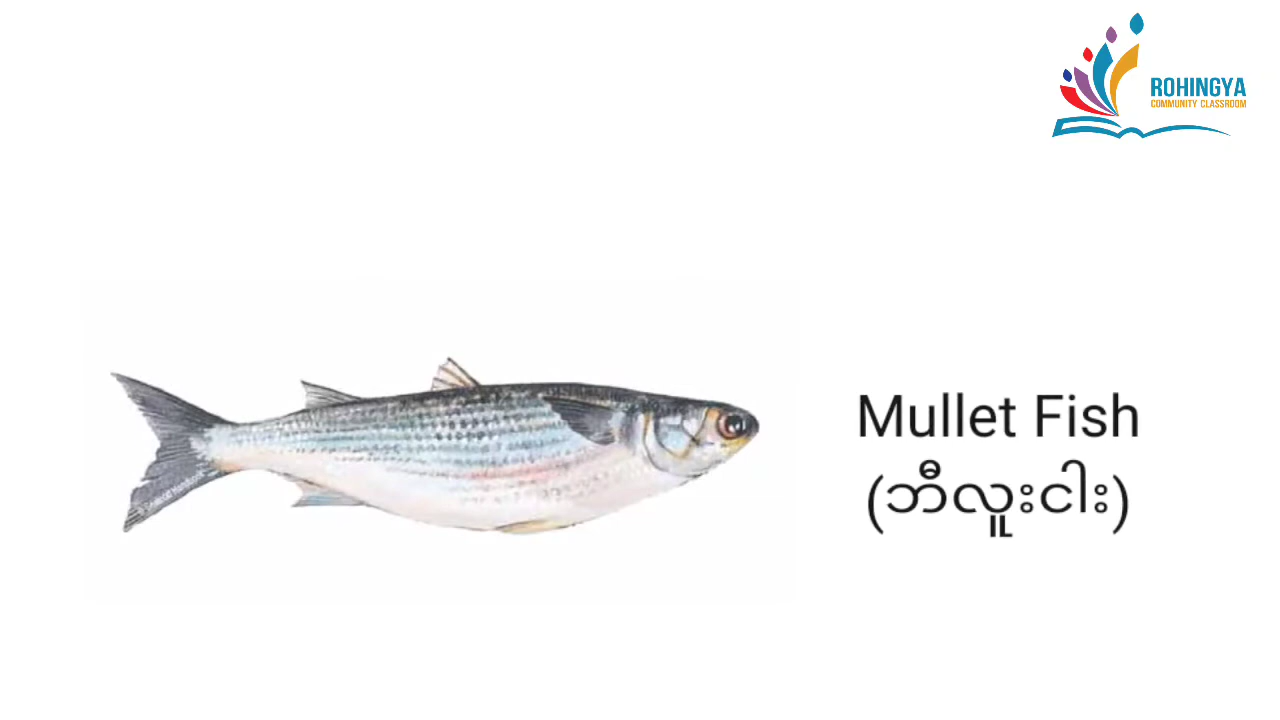 ROHINGYA
COMMUNITY CLASSROOM
Mullet Fish
(ဘီလူးငါး)